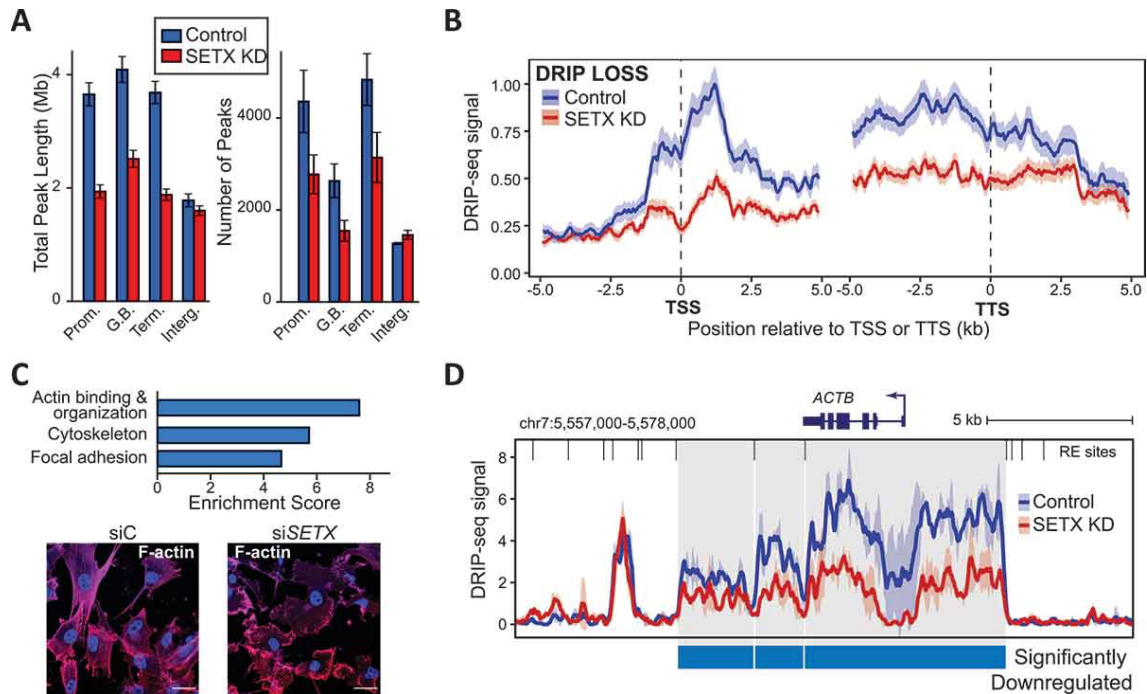 A
Control
SETX KD
Total Peak Length (Mb)
4
2
0
Prom.
G.B.
Term.
Interg.
Number of Peaks
4000
2000
0
Prom.
G.B.
Term.
Interg.
B
DRIP LOSS
Control
SETX KD
DRIP-seq signal
1.00
0.75
0.50
0.25
0.00
-5.0 -2.5 0 2.5 5.0 -5.0 -2.5 0 2.5 5.0
TSS TTS
Position relative to TSS or TTS (kb)
C
Actin binding &
organization
Cytoskeleton
Focal adhesion
0 2 4 6 8
Enrichment Score
siC
F-actin
siSETX
F-actin
D
ACTB
chr7:5,557,000-5,578,000
5 kb
RE sites
Control
SETX KD
DRIP-seq signal
8
6
4
2
0
Significantly
Downregulated